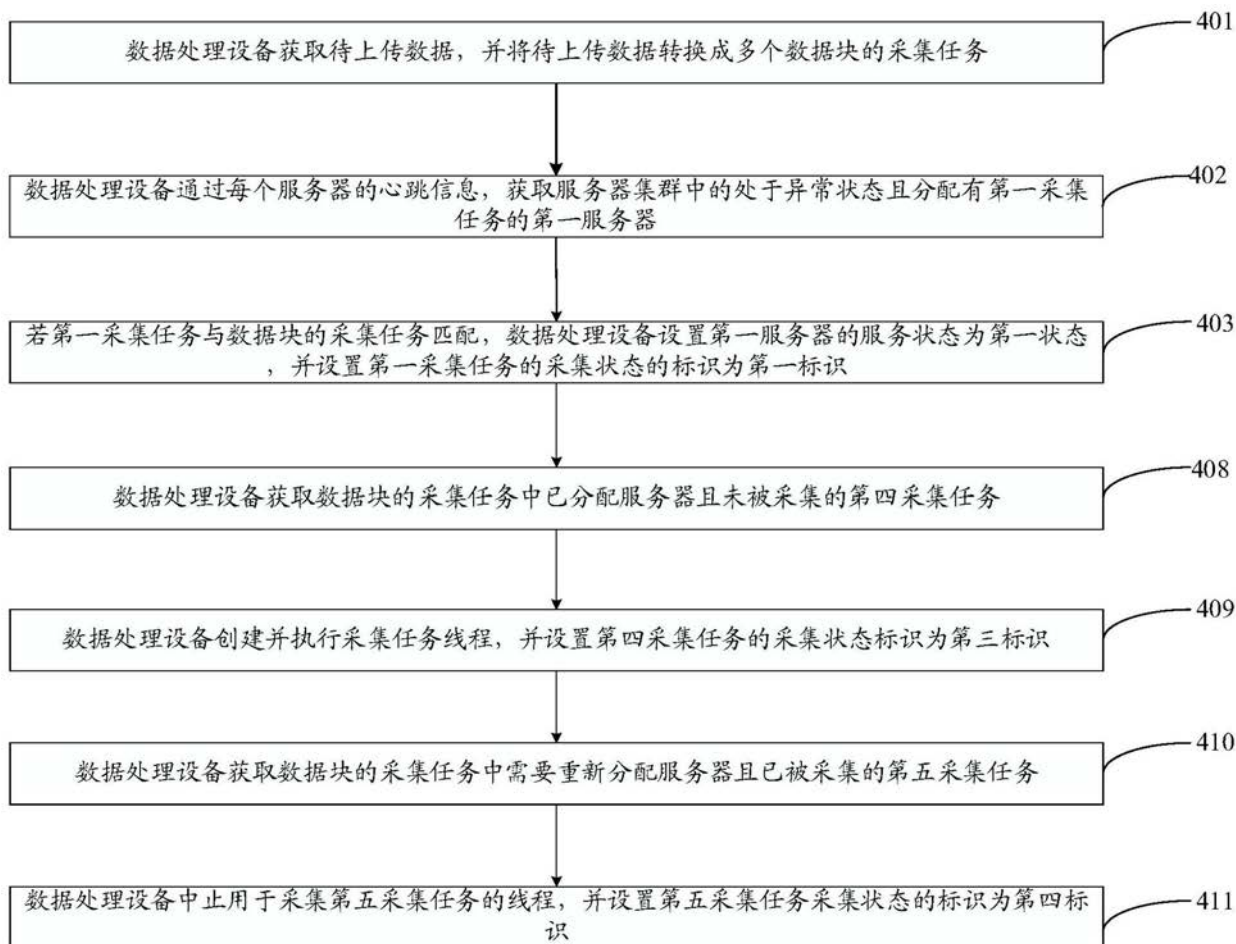 401
数据处理设备获取待上传数据，并将待上传数据转换成多个数据块的采集任务
402
数据处理设备通过每个服务器的心跳信息，获取服务器集群中的处于异常状态且分配有第一采集
任务的第一服务器
403
若第一采集任务与数据块的采集任务匹配，数据处理设备设置第一服务器的服务状态为第一状态
，并设置第一采集任务的采集状态的标识为第一标识
408
数据处理设备获取数据块的采集任务中已分配服务器且未被采集的第四采集任务
409
数据处理设备创建并执行采集任务线程，并设置第四采集任务的采集状态标识为第三标识
410
数据处理设备获取数据块的采集任务中需要重新分配服务器且已被采集的第五采集任务
411
数据处理设备中止用于采集第五采集任务的线程，并设置第五采集任务采集状态的标识为第四标
识